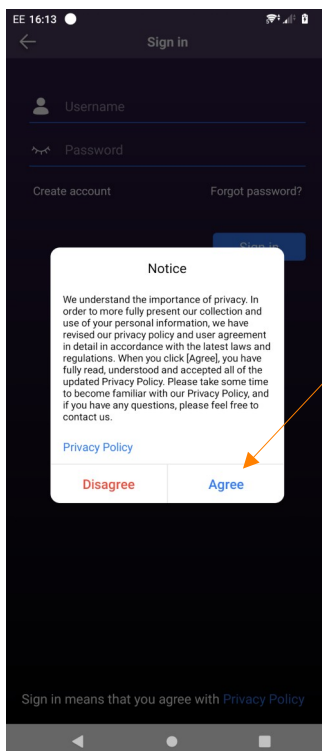 EE 16:13
Sign in
Username
Password
Create account Forgot password?
Sign in
Notice
We understand the importance of privacy. In
order to more fully present our collection and
use of your personal information, we have
revised our privacy policy and user agreement
in detail in accordance with the latest laws and
regulations. When you click [Agree], you have
fully read, understood and accepted all of the
updated Privacy Policy. Please take some time
to become familiar with our Privacy Policy, and
if you have any questions, please feel free to
contact us.
Privacy Policy
Disagree Agree
Sign in means that you agree with Privacy Policy